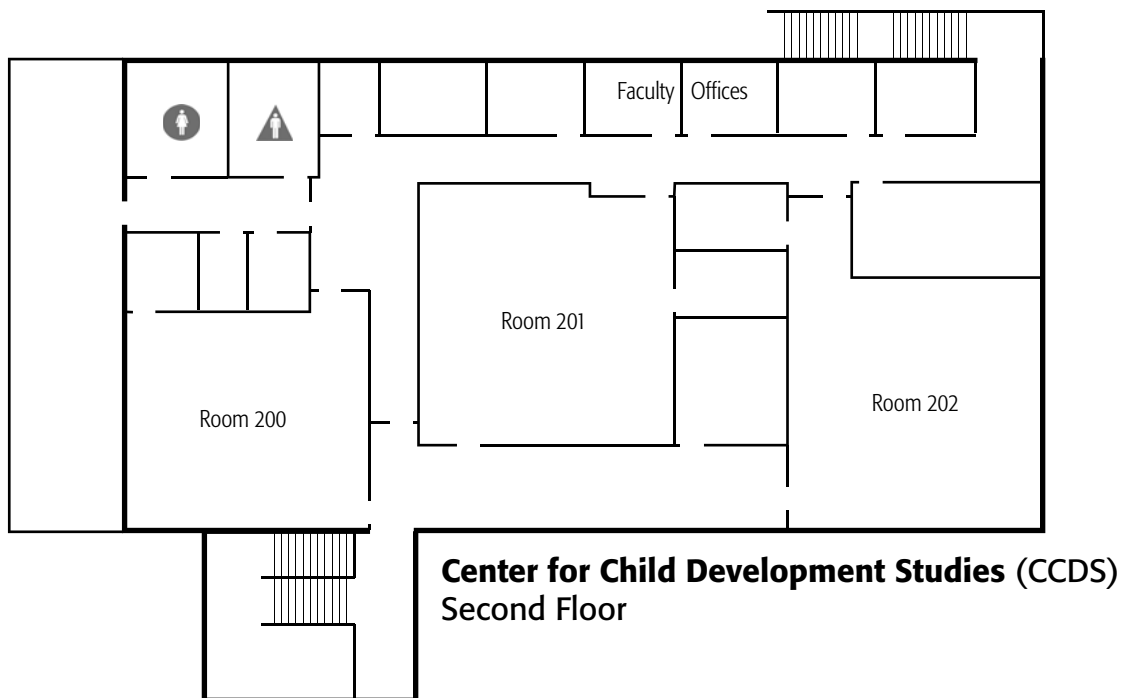 Faculty Offices
Room 201
Room 202
Room 200
Center for Child Development Studies (CCDS)
Second Floor